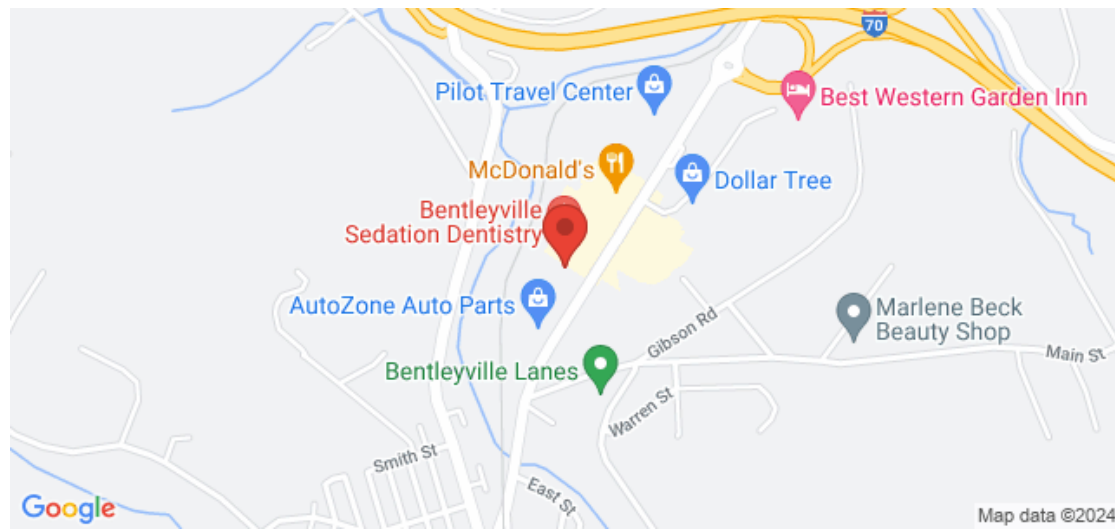 70
Pilot Travel Center
Best Western Garden Inn
McDonald's
Dollar Tree
Bentleyville
Sedation Dentistry
AutoZone Auto Parts
Marlene Beck
Beauty Shop
Gibson Rd
Main St
Bentleyville Lanes
Warren St
Smith St
East St
Google
Map data ©2024